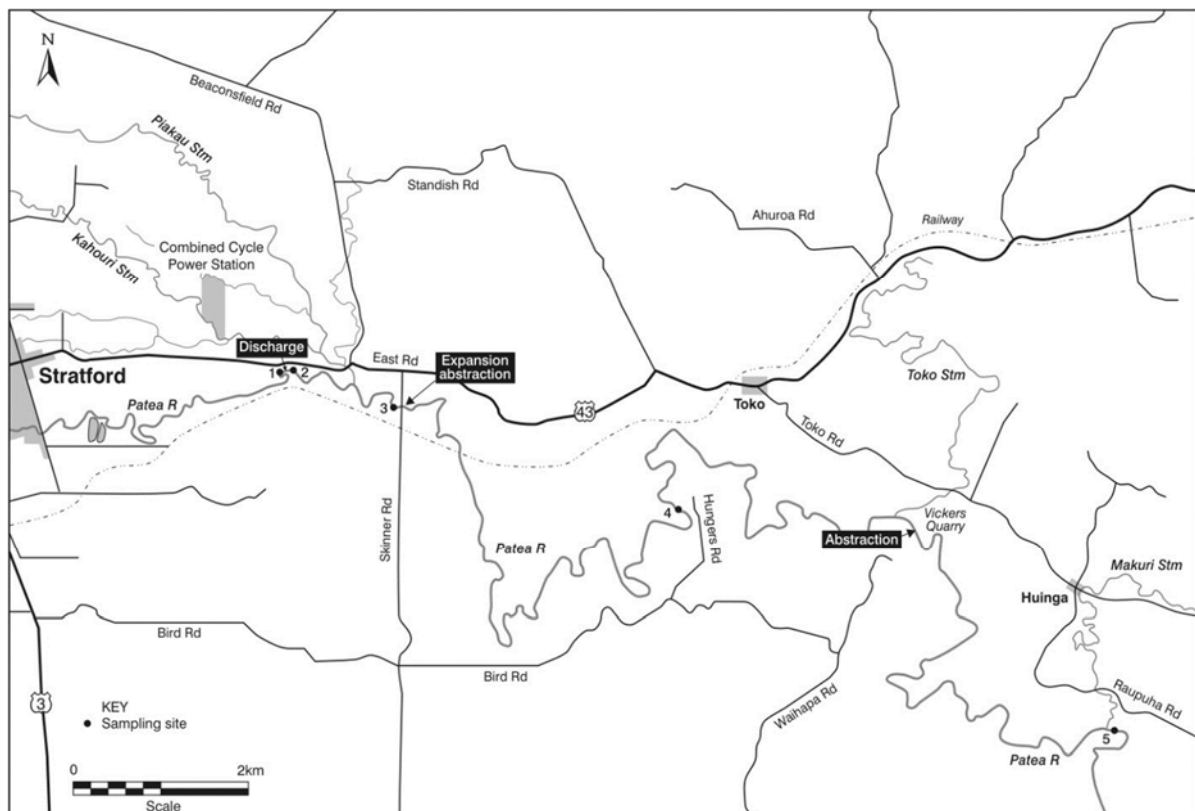 N
Beaconsfield Rd
Piakau Stm
Standish Rd
Ahuroa Rd
Railway
Kahouri Stm
Combined Cycle
Power Station
Discharge
1
2
East Rd
Expansion
abstraction
Stratford
Patea R
3
43
Toko
Toko Stm
Toko Rd
Skinner Rd
4
Hungers Rd
Patea R
Abstraction
Vickers
Quarry
Makuri Stm
Huinga
Bird Rd
Bird Rd
Waihapa Rd
Raupuha Rd
3
KEY
Sampling site
5
Patea R
0
2km
Scale